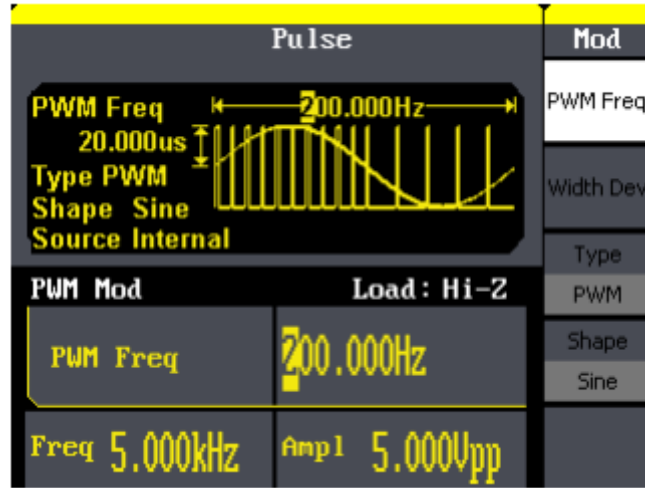 Pulse
Mod
PWM Freq
200.000Hz
20.000us
Type PWM
Shape Sine
Source Internal
PWM Freq
Width Dev
Type
PWM
Shape
Sine
PWM Mod
Load: Hi-Z
PWM Freq
200.000Hz
Freq 5.000kHz
Ampl 5.000Vpp